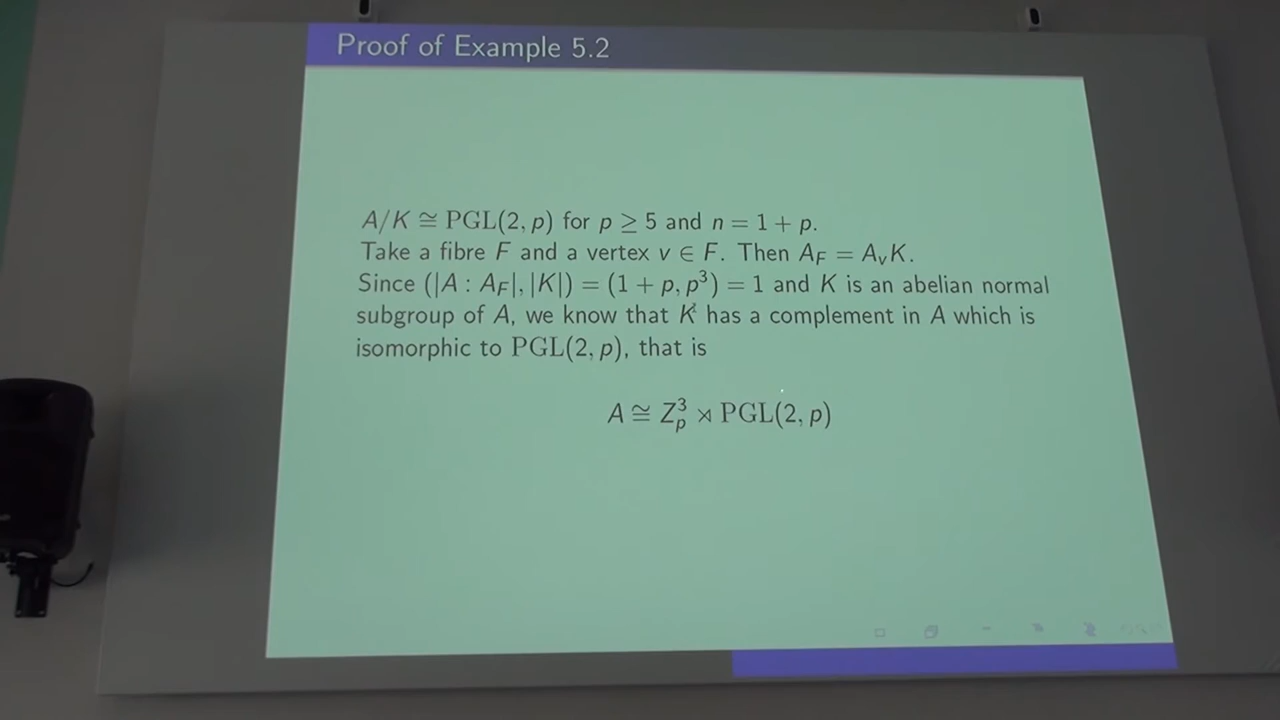 Proof of Example 5.2
A/K ≅ PGL(2, p) for p ≥ 5 and n = 1 + p.
Take a fibre F and a vertex v ∈ F. Then A_F = A_vK.
Since (|A : A_F|, |K|) = (1 + p, p³) = 1 and K is an abelian normal
subgroup of A, we know that K has a complement in A which is
isomorphic to PGL(2, p), that is
A ≅ Z_p^3 ⋊ PGL(2, p)